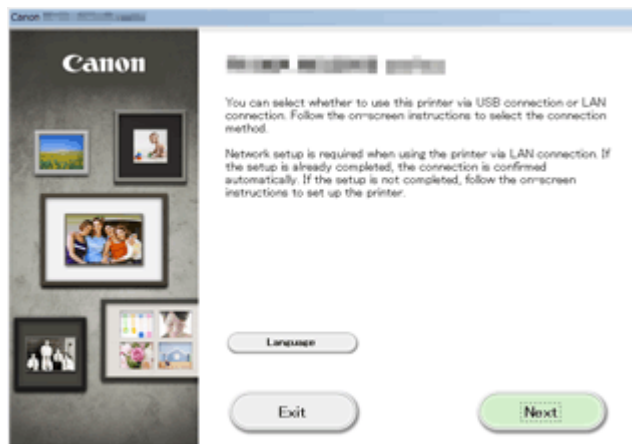 Canon
Canon
You can select whether to use this printer via USB connection or LAN
connection. Follow the on-screen instructions to select the connection
method.
Network setup is required when using the printer via LAN connection. If
the setup is already completed, the connection is confirmed
automatically. If the setup is not completed, follow the on-screen
instructions to set up the printer.
Language
Exit
Next